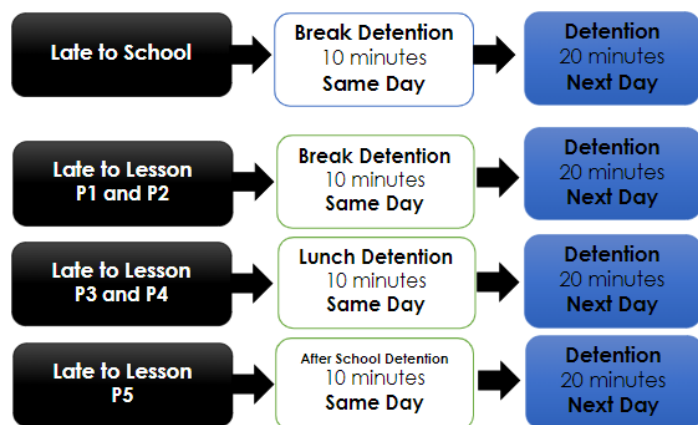 Late to School
Break Detention
10 minutes
Same Day
Detention
20 minutes
Next Day
Late to Lesson
P1 and P2
Break Detention
10 minutes
Same Day
Detention
20 minutes
Next Day
Late to Lesson
P3 and P4
Lunch Detention
10 minutes
Same Day
Detention
20 minutes
Next Day
Late to Lesson
P5
After School Detention
10 minutes
Same Day
Detention
20 minutes
Next Day